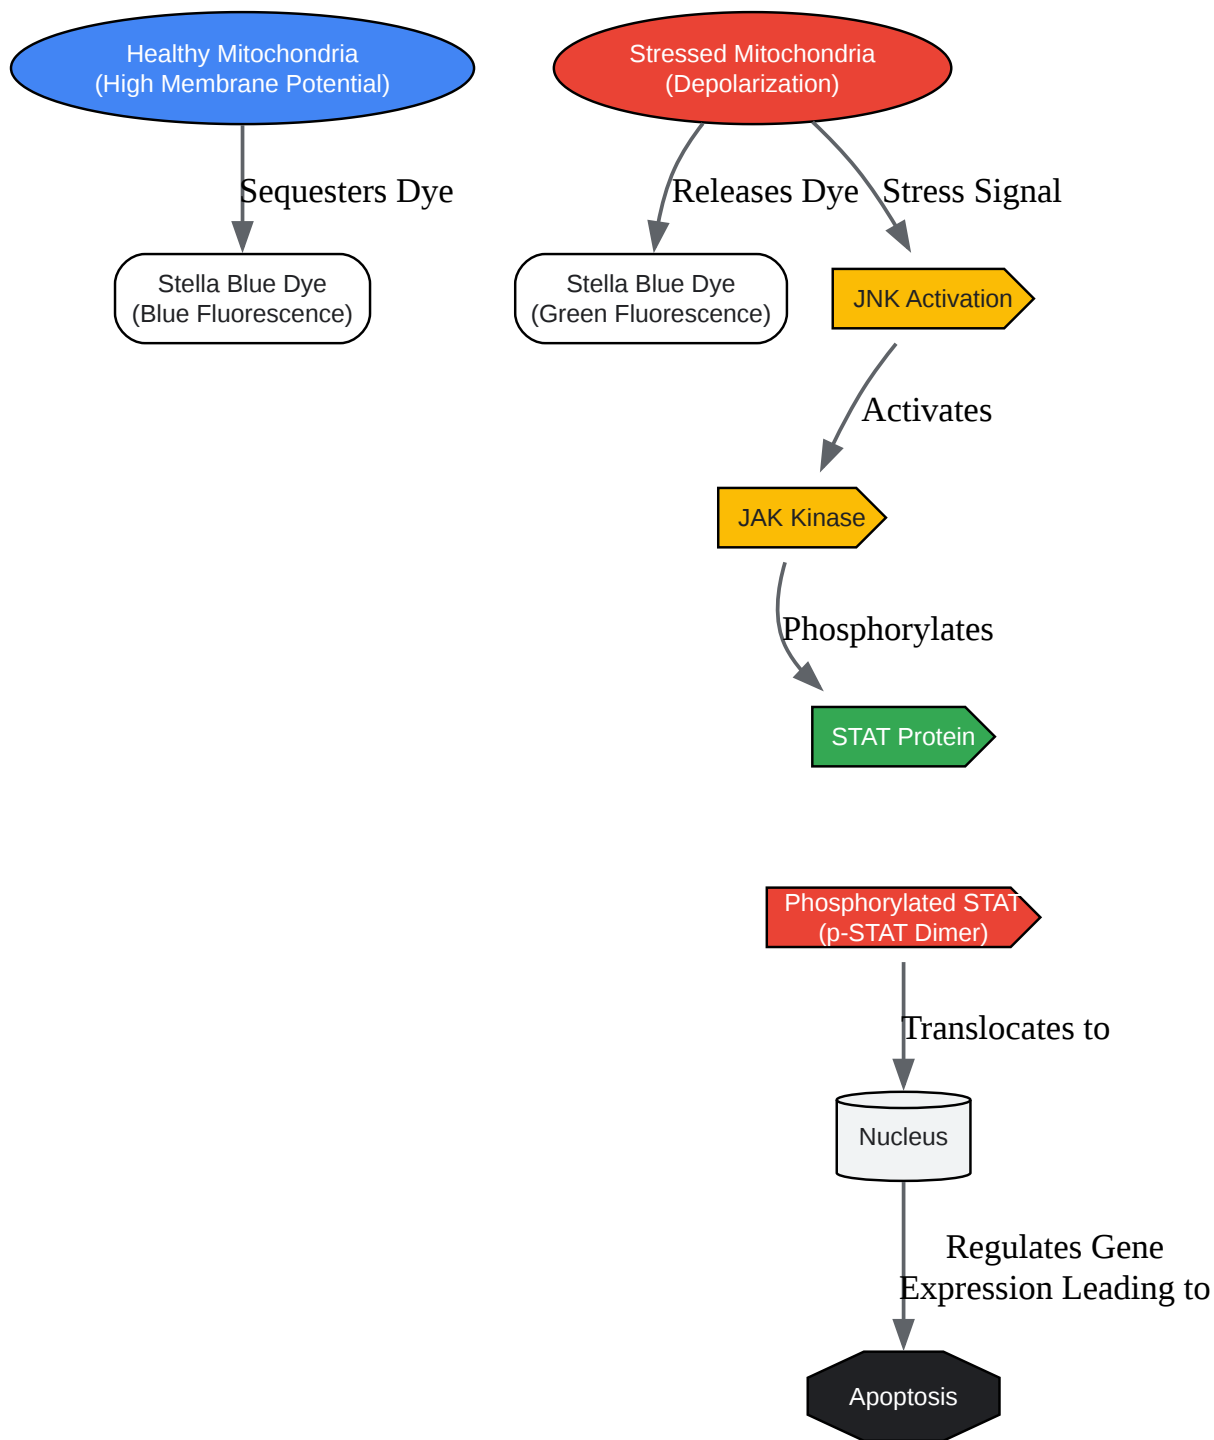 Healthy Mitochondria
(High Membrane Potential)
Stressed Mitochondria
(Depolarization)
Sequesters Dye
Releases Dye
Stress Signal
Stella Blue Dye
(Blue Fluorescence)
Stella Blue Dye
(Green Fluorescence)
JNK Activation
Activates
JAK Kinase
Phosphorylates
STAT Protein
Phosphorylated STAT
(p-STAT Dimer)
Translocates to
Nucleus
Regulates Gene
Expression Leading to
Apoptosis